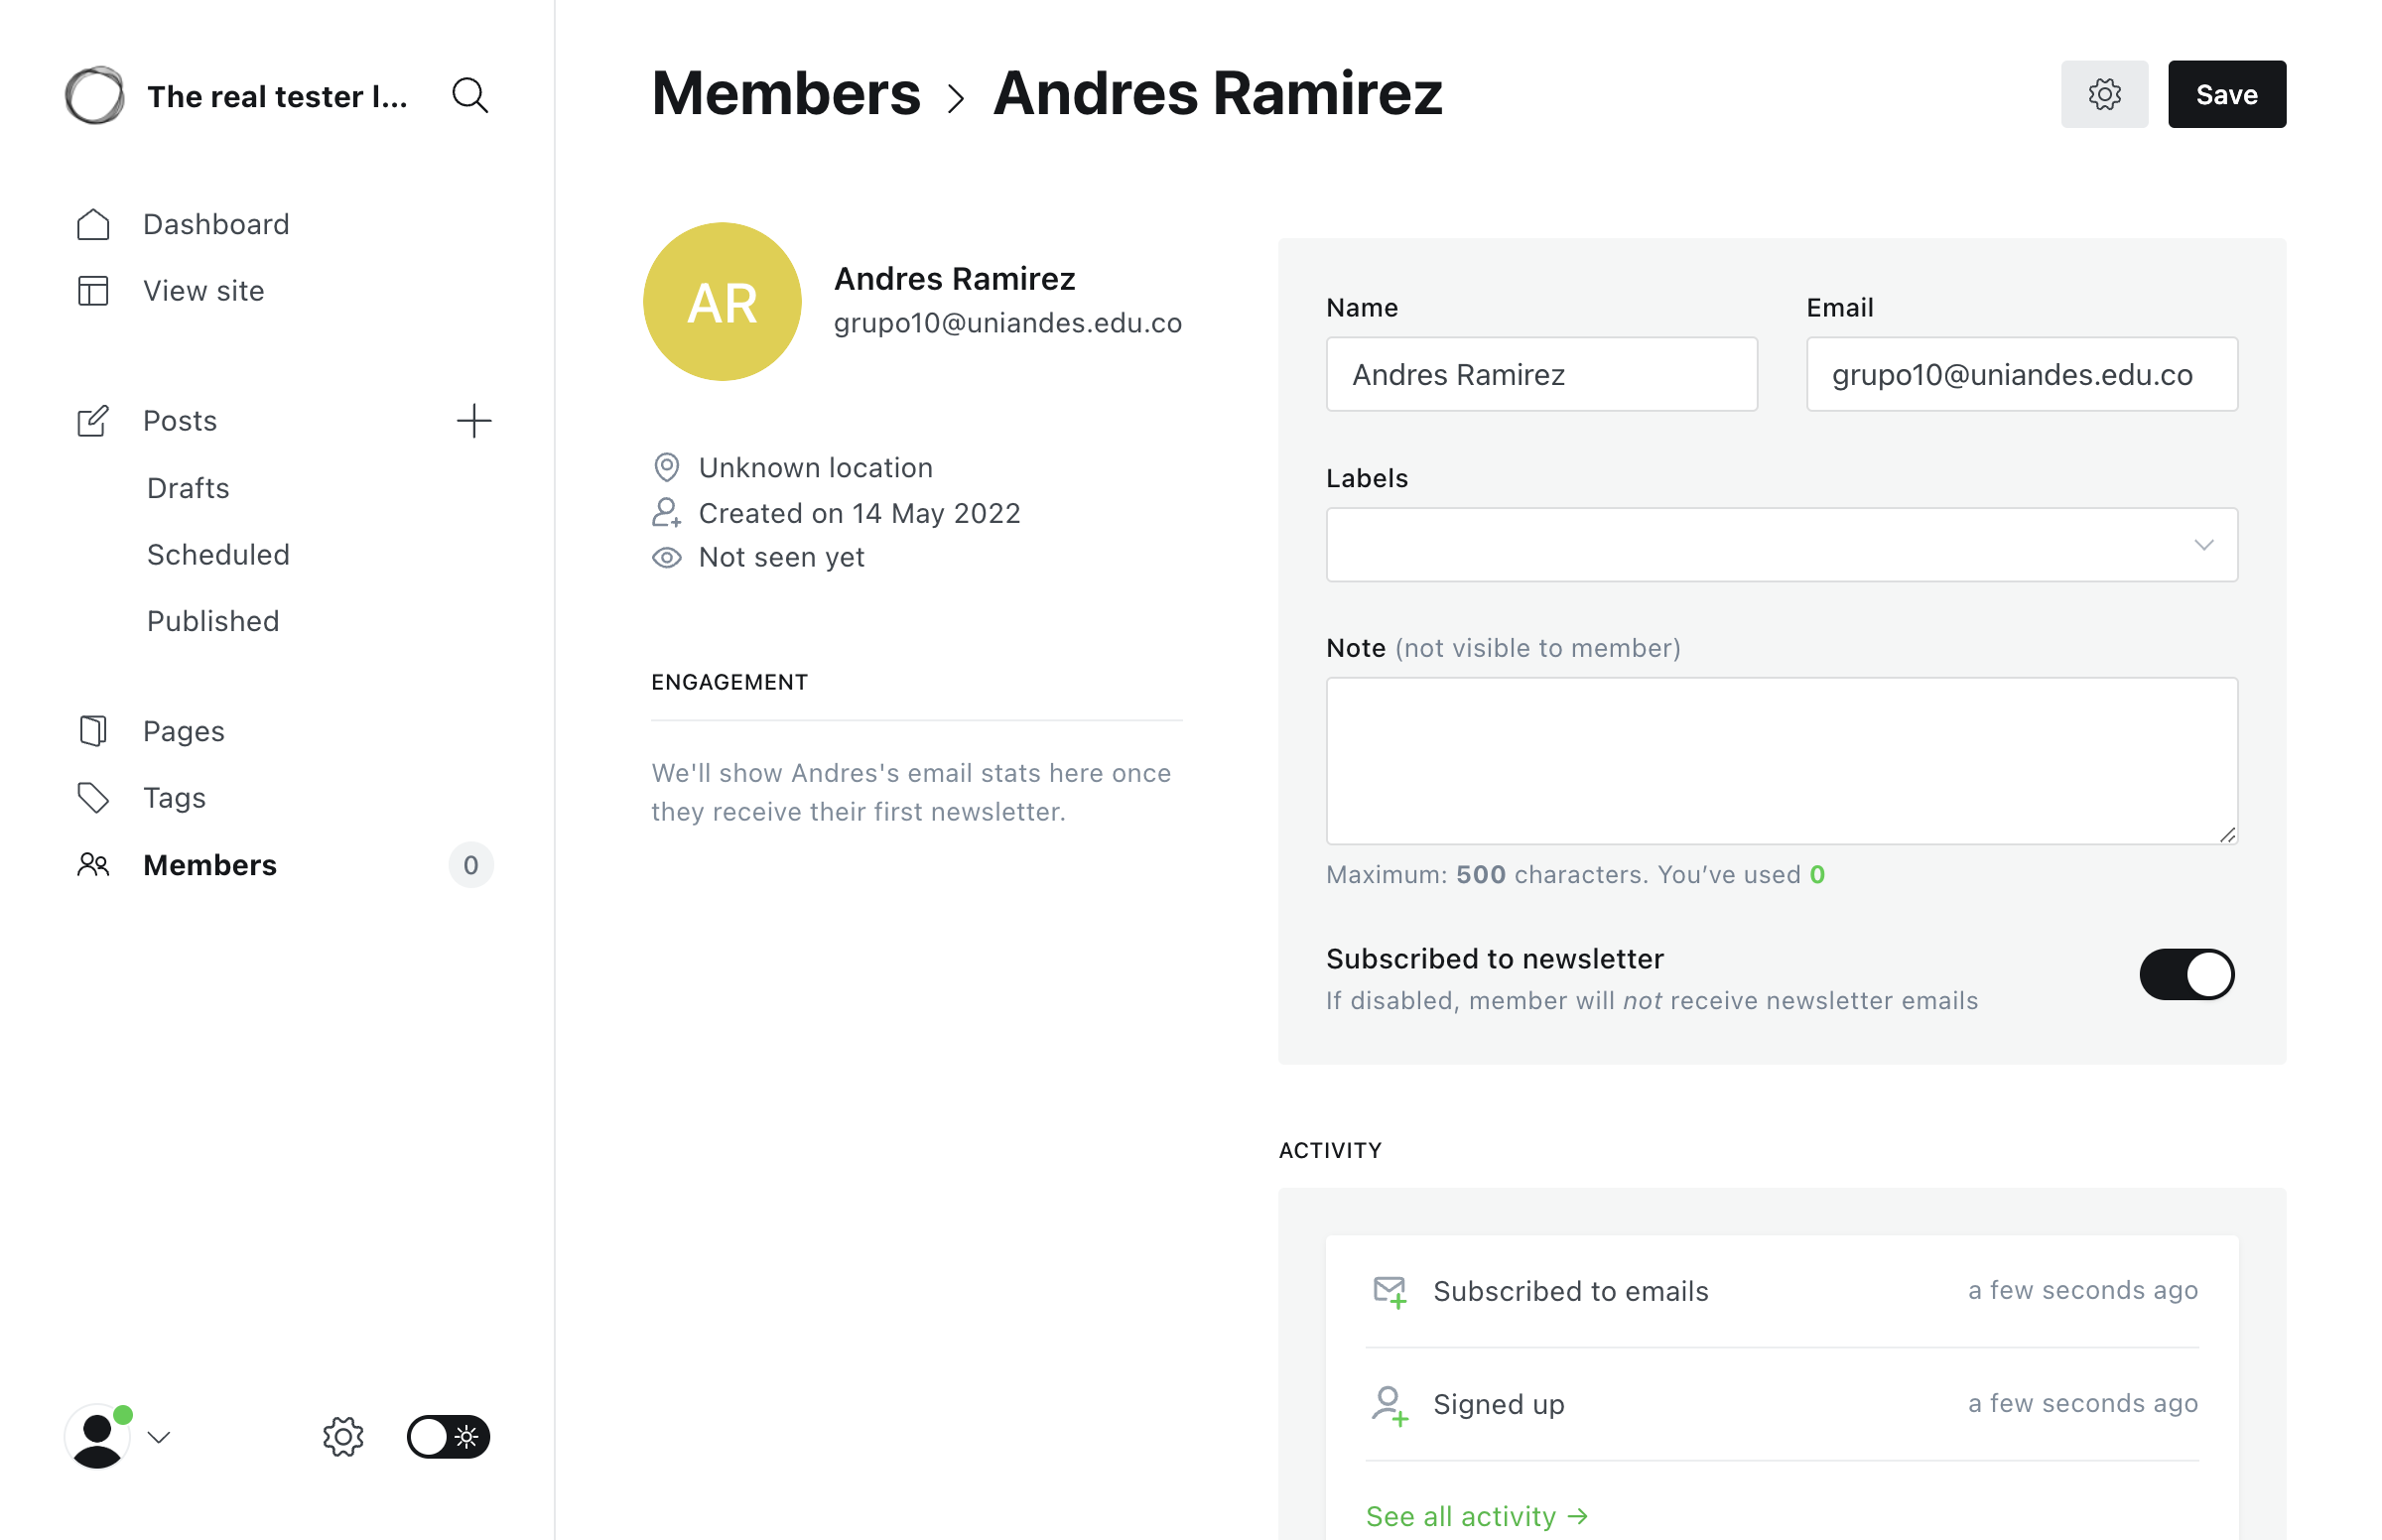 The real tester l...
Dashboard
View site
Posts
Drafts
Scheduled
Published
Pages
Tags
Members 0
Members > Andres Ramirez
Save
AR
Andres Ramirez
grupo10@uniandes.edu.co
Unknown location
Created on 14 May 2022
Not seen yet
ENGAGEMENT
We'll show Andres's email stats here once
they receive their first newsletter.
Name
Andres Ramirez
Email
grupo10@uniandes.edu.co
Labels
Note (not visible to member)
Maximum: 500 characters. You’ve used 0
Subscribed to newsletter
If disabled, member will not receive newsletter emails
ACTIVITY
Subscribed to emails a few seconds ago
Signed up a few seconds ago
See all activity →